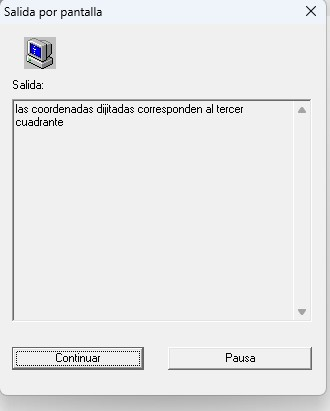 Salida por pantalla
Salida:
las coordenadas dijitadas corresponden al tercer
cuadrante
Continuar
Pausa